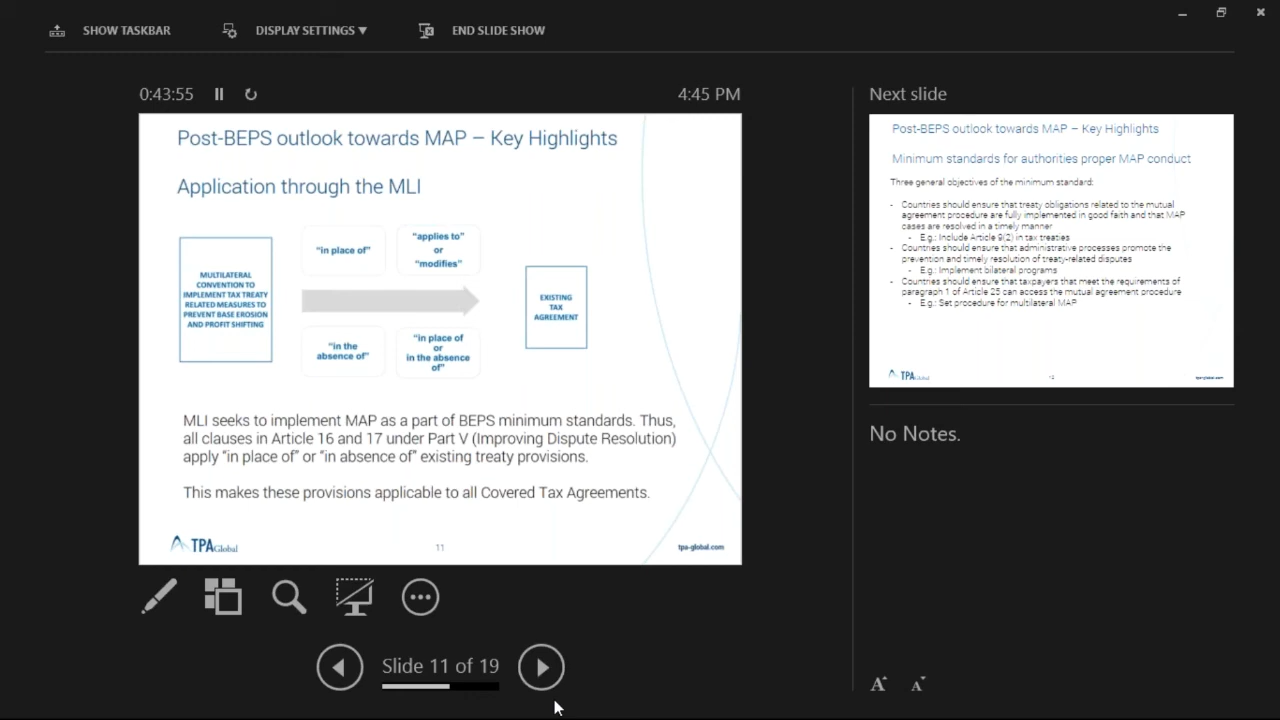 SHOW TASKBAR
DISPLAY SETTINGS ▼
END SLIDE SHOW
0:43:55
4:45 PM
Post-BEPS outlook towards MAP – Key Highlights
Application through the MLI
MULTILATERAL
CONVENTION TO
IMPLEMENT TAX TREATY
RELATED MEASURES TO
PREVENT BASE EROSION
AND PROFIT SHIFTING
"in place of"
"applies to"
or
"modifies"
"in the
absence of"
"in place of
or
in the absence
of"
EXISTING
TAX
AGREEMENT
MLI seeks to implement MAP as a part of BEPS minimum standards. Thus,
all clauses in Article 16 and 17 under Part V (Improving Dispute Resolution)
apply "in place of" or "in absence of" existing treaty provisions.
This makes these provisions applicable to all Covered Tax Agreements.
TPA Global
11
tpa-global.com
Slide 11 of 19
Next slide
Post-BEPS outlook towards MAP – Key Highlights
Minimum standards for authorities proper MAP conduct
Three general objectives of the minimum standard:
- Countries should ensure that treaty obligations related to the mutual
agreement procedure are fully implemented in good faith and that MAP
cases are resolved in a timely manner
- E.g.: Include Article 9(2) in tax treaties
- Countries should ensure that administrative processes promote the
prevention and timely resolution of treaty-related disputes
- E.g.: Implement bilateral programs
- Countries should ensure that taxpayers that meet the requirements of
paragraph 1 of Article 25 can access the mutual agreement procedure
- E.g.: Set procedure for multilateral MAP
TPA Global
tpa-global.com
No Notes.
A A